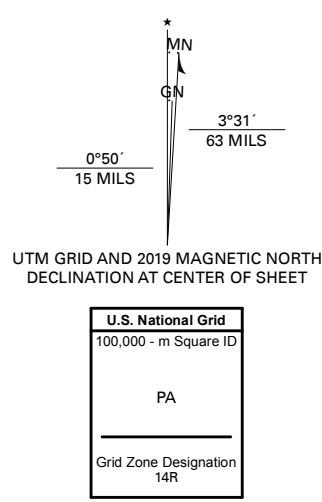 ★
MN
GN
3°31´
63 MILS
0°50´
15 MILS
UTM GRID AND 2019 MAGNETIC NORTH
DECLINATION AT CENTER OF SHEET
U.S. National Grid
100,000 - m Square ID
PA
Grid Zone Designation
14R